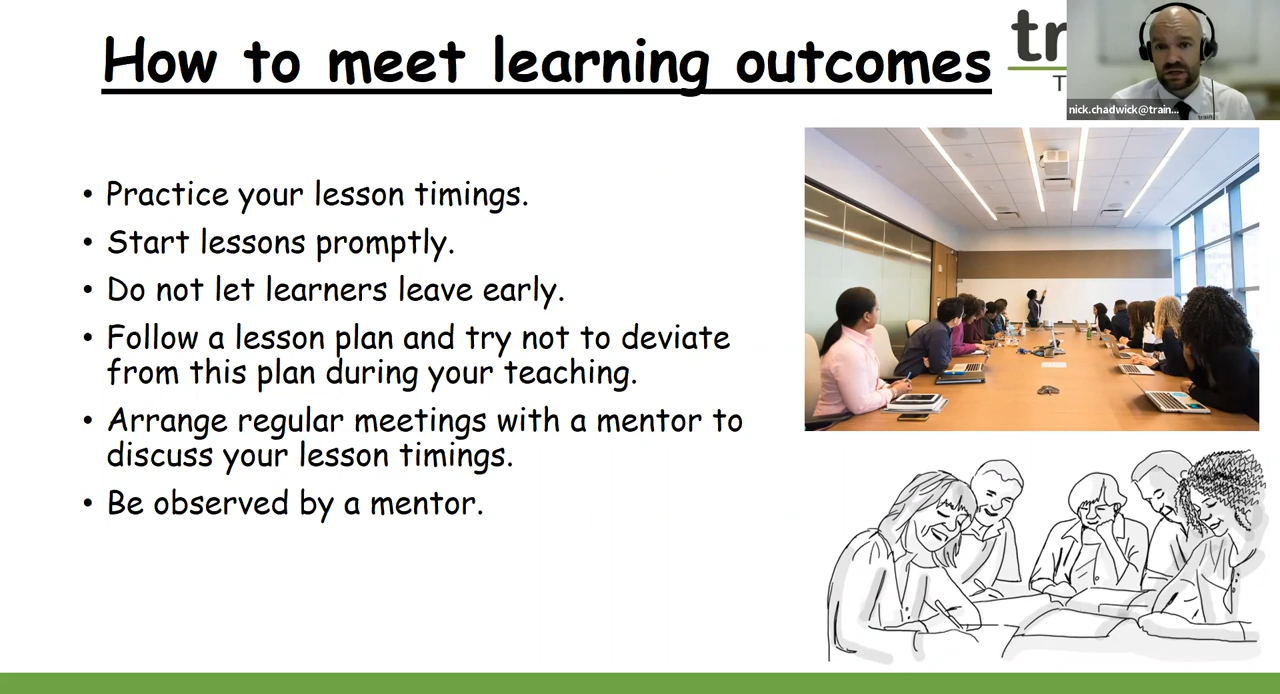 How to meet learning outcomes
tr
T
nick.chadwick@train...
• Practice your lesson timings.
• Start lessons promptly.
• Do not let learners leave early.
• Follow a lesson plan and try not to deviate
from this plan during your teaching.
• Arrange regular meetings with a mentor to
discuss your lesson timings.
• Be observed by a mentor.